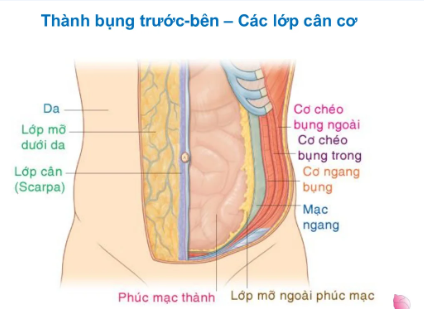 Thành bụng trước-bên – Các lớp cân cơ
Da
Lớp mỡ
dưới da
Lớp cân
(Scarpa)
Cơ chéo
bụng ngoài
Cơ chéo
bụng trong
Cơ ngang
bụng
Mạc
ngang
Phúc mạc thành
Lớp mỡ ngoài phúc mạc